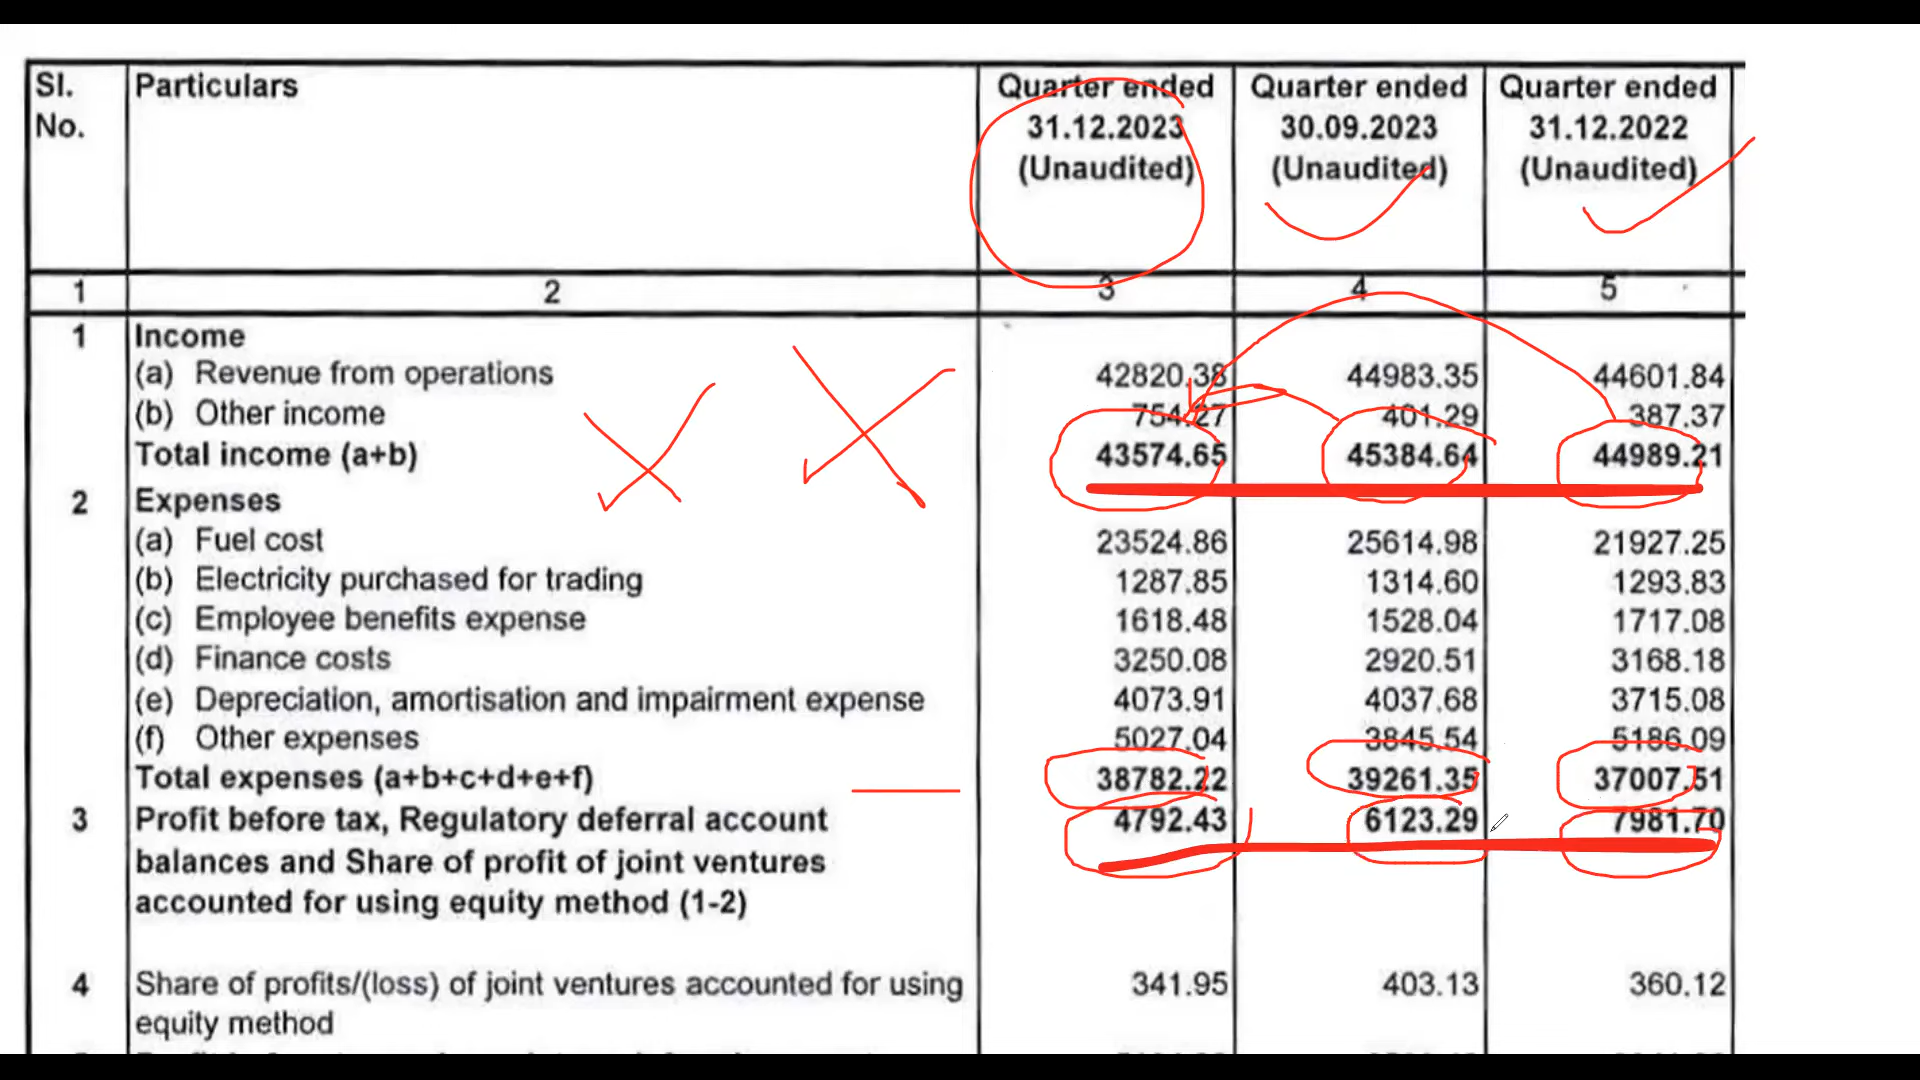 Sl. No. Particulars Quarter ended 31.12.2023 (Unaudited) Quarter ended 30.09.2023 (Unaudited) Quarter ended 31.12.2022 (Unaudited)
1 2 3 4 5
1 Income
(a) Revenue from operations 42820.38 44983.35 44601.84
(b) Other income 754.27 401.29 387.37
Total income (a+b) 43574.65 45384.64 44989.21
2 Expenses
(a) Fuel cost 23524.86 25614.98 21927.25
(b) Electricity purchased for trading 1287.85 1314.60 1293.83
(c) Employee benefits expense 1618.48 1528.04 1717.08
(d) Finance costs 3250.08 2920.51 3168.18
(e) Depreciation, amortisation and impairment expense 4073.91 4037.68 3715.08
(f) Other expenses 5027.04 3845.54 5186.09
Total expenses (a+b+c+d+e+f) 38782.22 39261.35 37007.51
3 Profit before tax, Regulatory deferral account 4792.43 6123.29 7981.70
balances and Share of profit of joint ventures
accounted for using equity method (1-2)
4 Share of profits/(loss) of joint ventures accounted for using 341.95 403.13 360.12
equity method